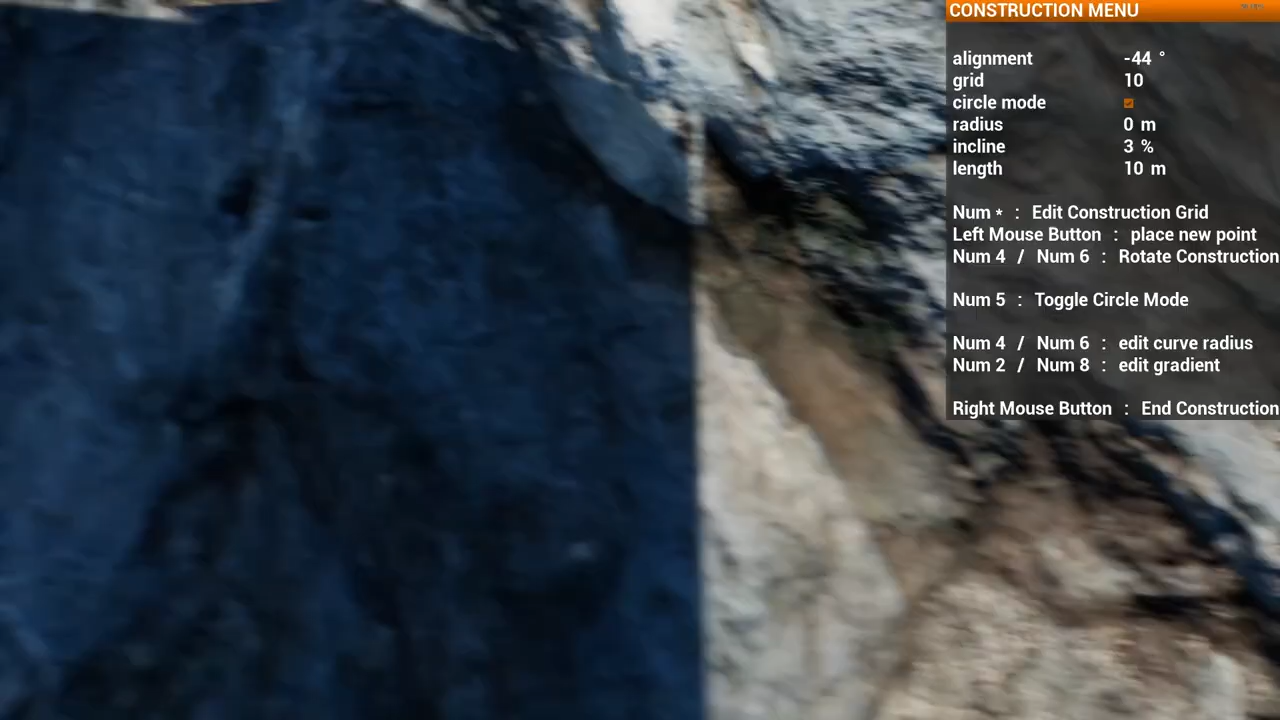 CONSTRUCTION MENU
alignment -44 °
grid 10
circle mode
radius 0 m
incline 3 %
length 10 m
Num * : Edit Construction Grid
Left Mouse Button : place new point
Num 4 / Num 6 : Rotate Construction
Num 5 : Toggle Circle Mode
Num 4 / Num 6 : edit curve radius
Num 2 / Num 8 : edit gradient
Right Mouse Button : End Construction